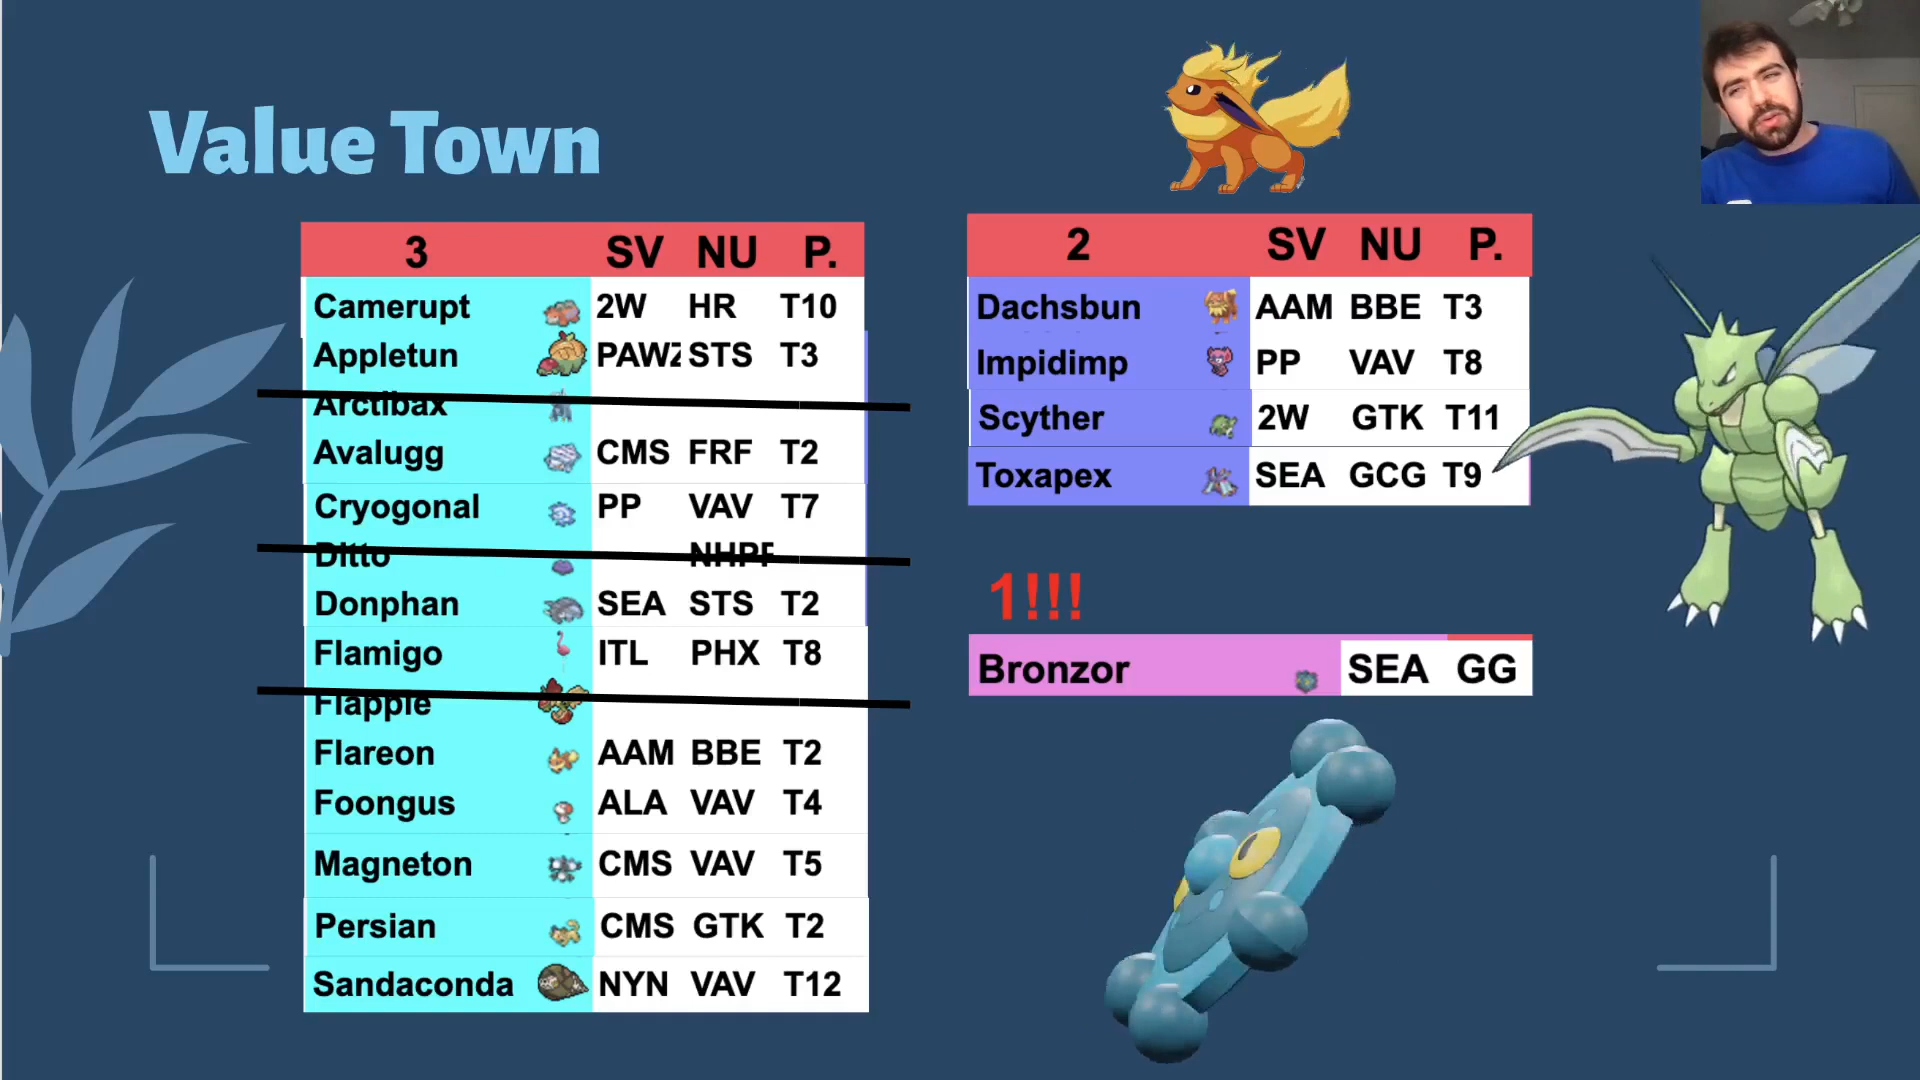 Value Town
3 SV NU P.
Camerupt 2W HR T10
Appletun PAWZ STS T3
Arctibax
Avalugg CMS FRF T2
Cryogonal PP VAV T7
Ditto
Donphan SEA STS T2
Flamigo ITL PHX T8
Flapple
Flareon AAM BBE T2
Foongus ALA VAV T4
Magneton CMS VAV T5
Persian CMS GTK T2
Sandaconda NYN VAV T12
2 SV NU P.
Dachsbun AAM BBE T3
Impidimp PP VAV T8
Scyther 2W GTK T11
Toxapex SEA GCG T9
1!!!
Bronzor SEA GG